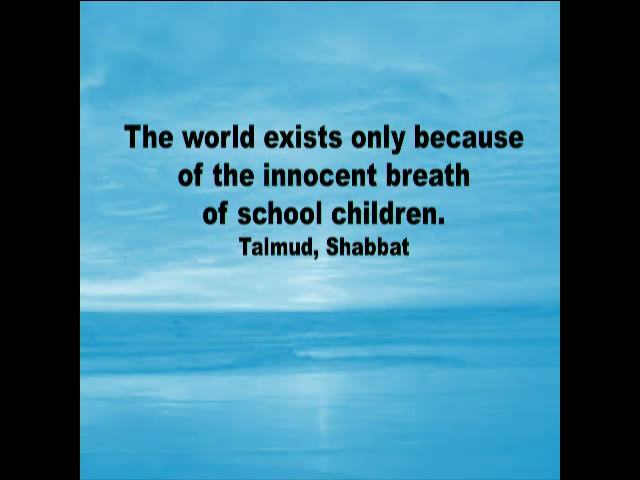 The world exists only because
of the innocent breath
of school children.
Talmud, Shabbat